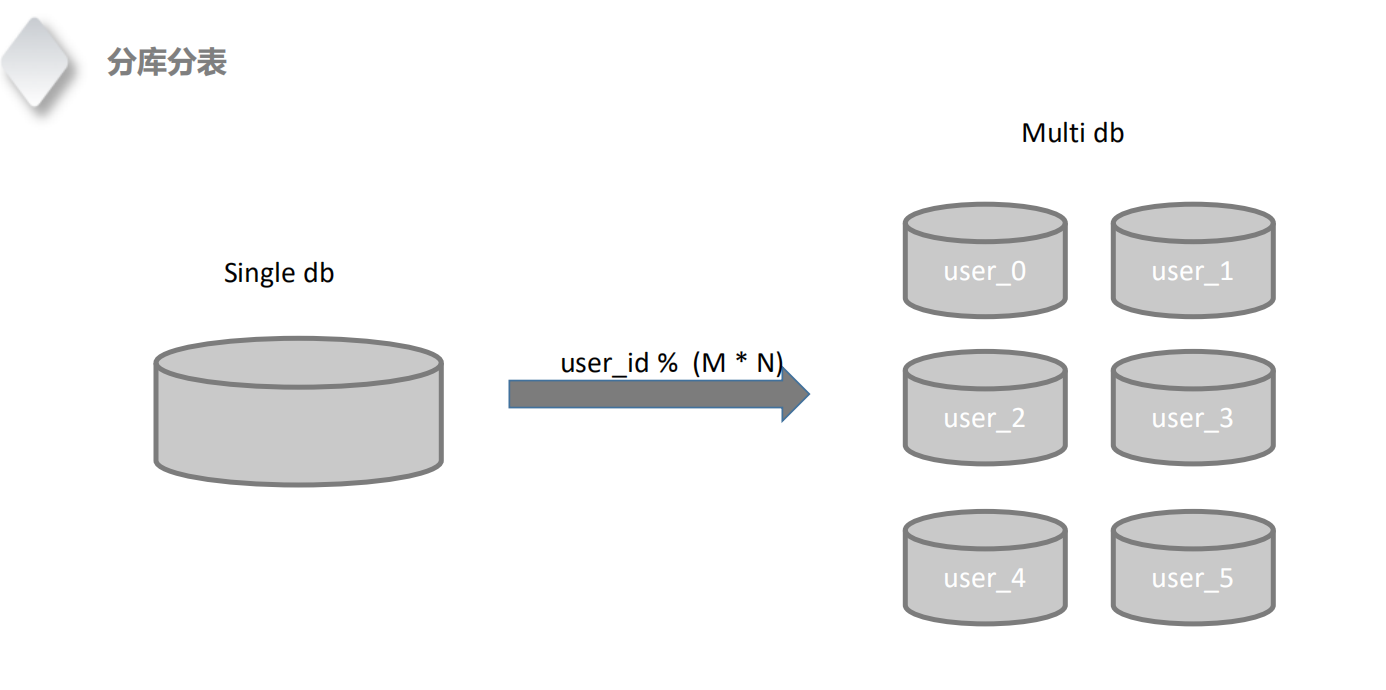 分库分表
Multi db
Single db
user_0
user_1
user_id % (M * N)
user_2
user_3
user_4
user_5